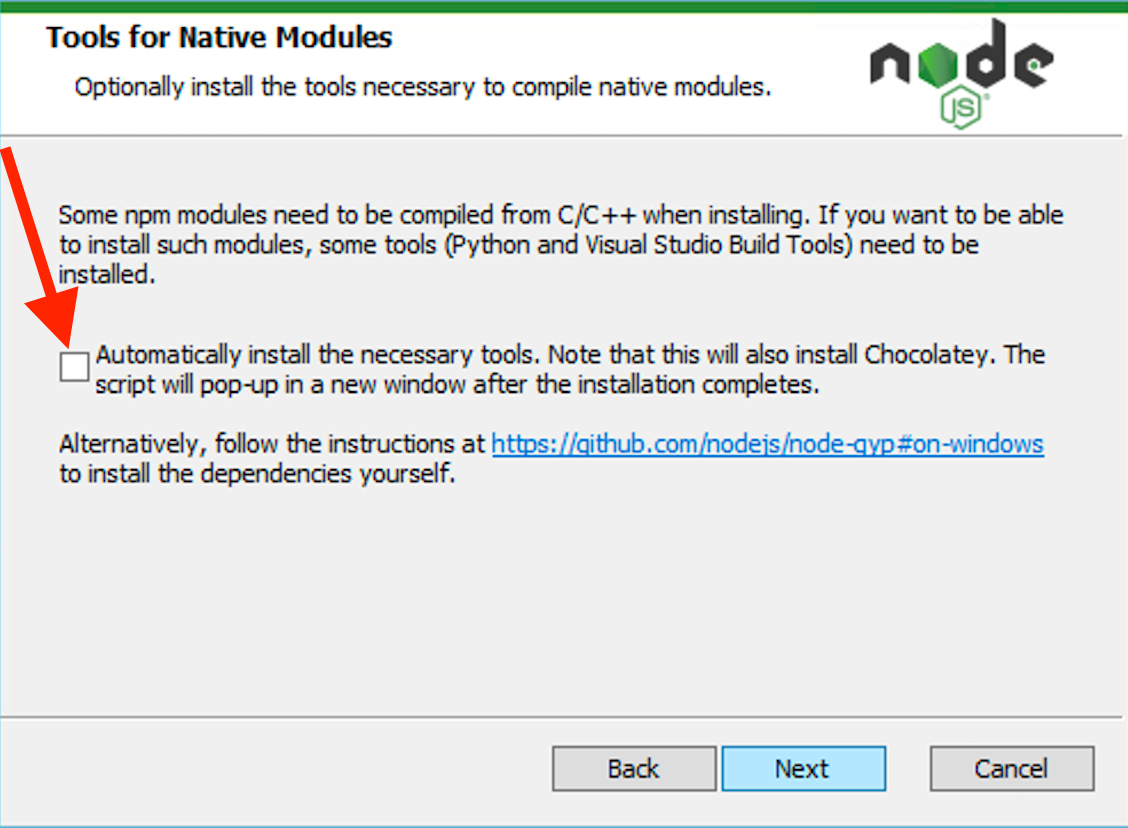 Tools for Native Modules
Optionally install the tools necessary to compile native modules.
node
JS
Some npm modules need to be compiled from C/C++ when installing. If you want to be able
to install such modules, some tools (Python and Visual Studio Build Tools) need to be
installed.
Automatically install the necessary tools. Note that this will also install Chocolatey. The
script will pop-up in a new window after the installation completes.
Alternatively, follow the instructions at https://github.com/nodejs/node-gyp#on-windows
to install the dependencies yourself.
Back Next Cancel